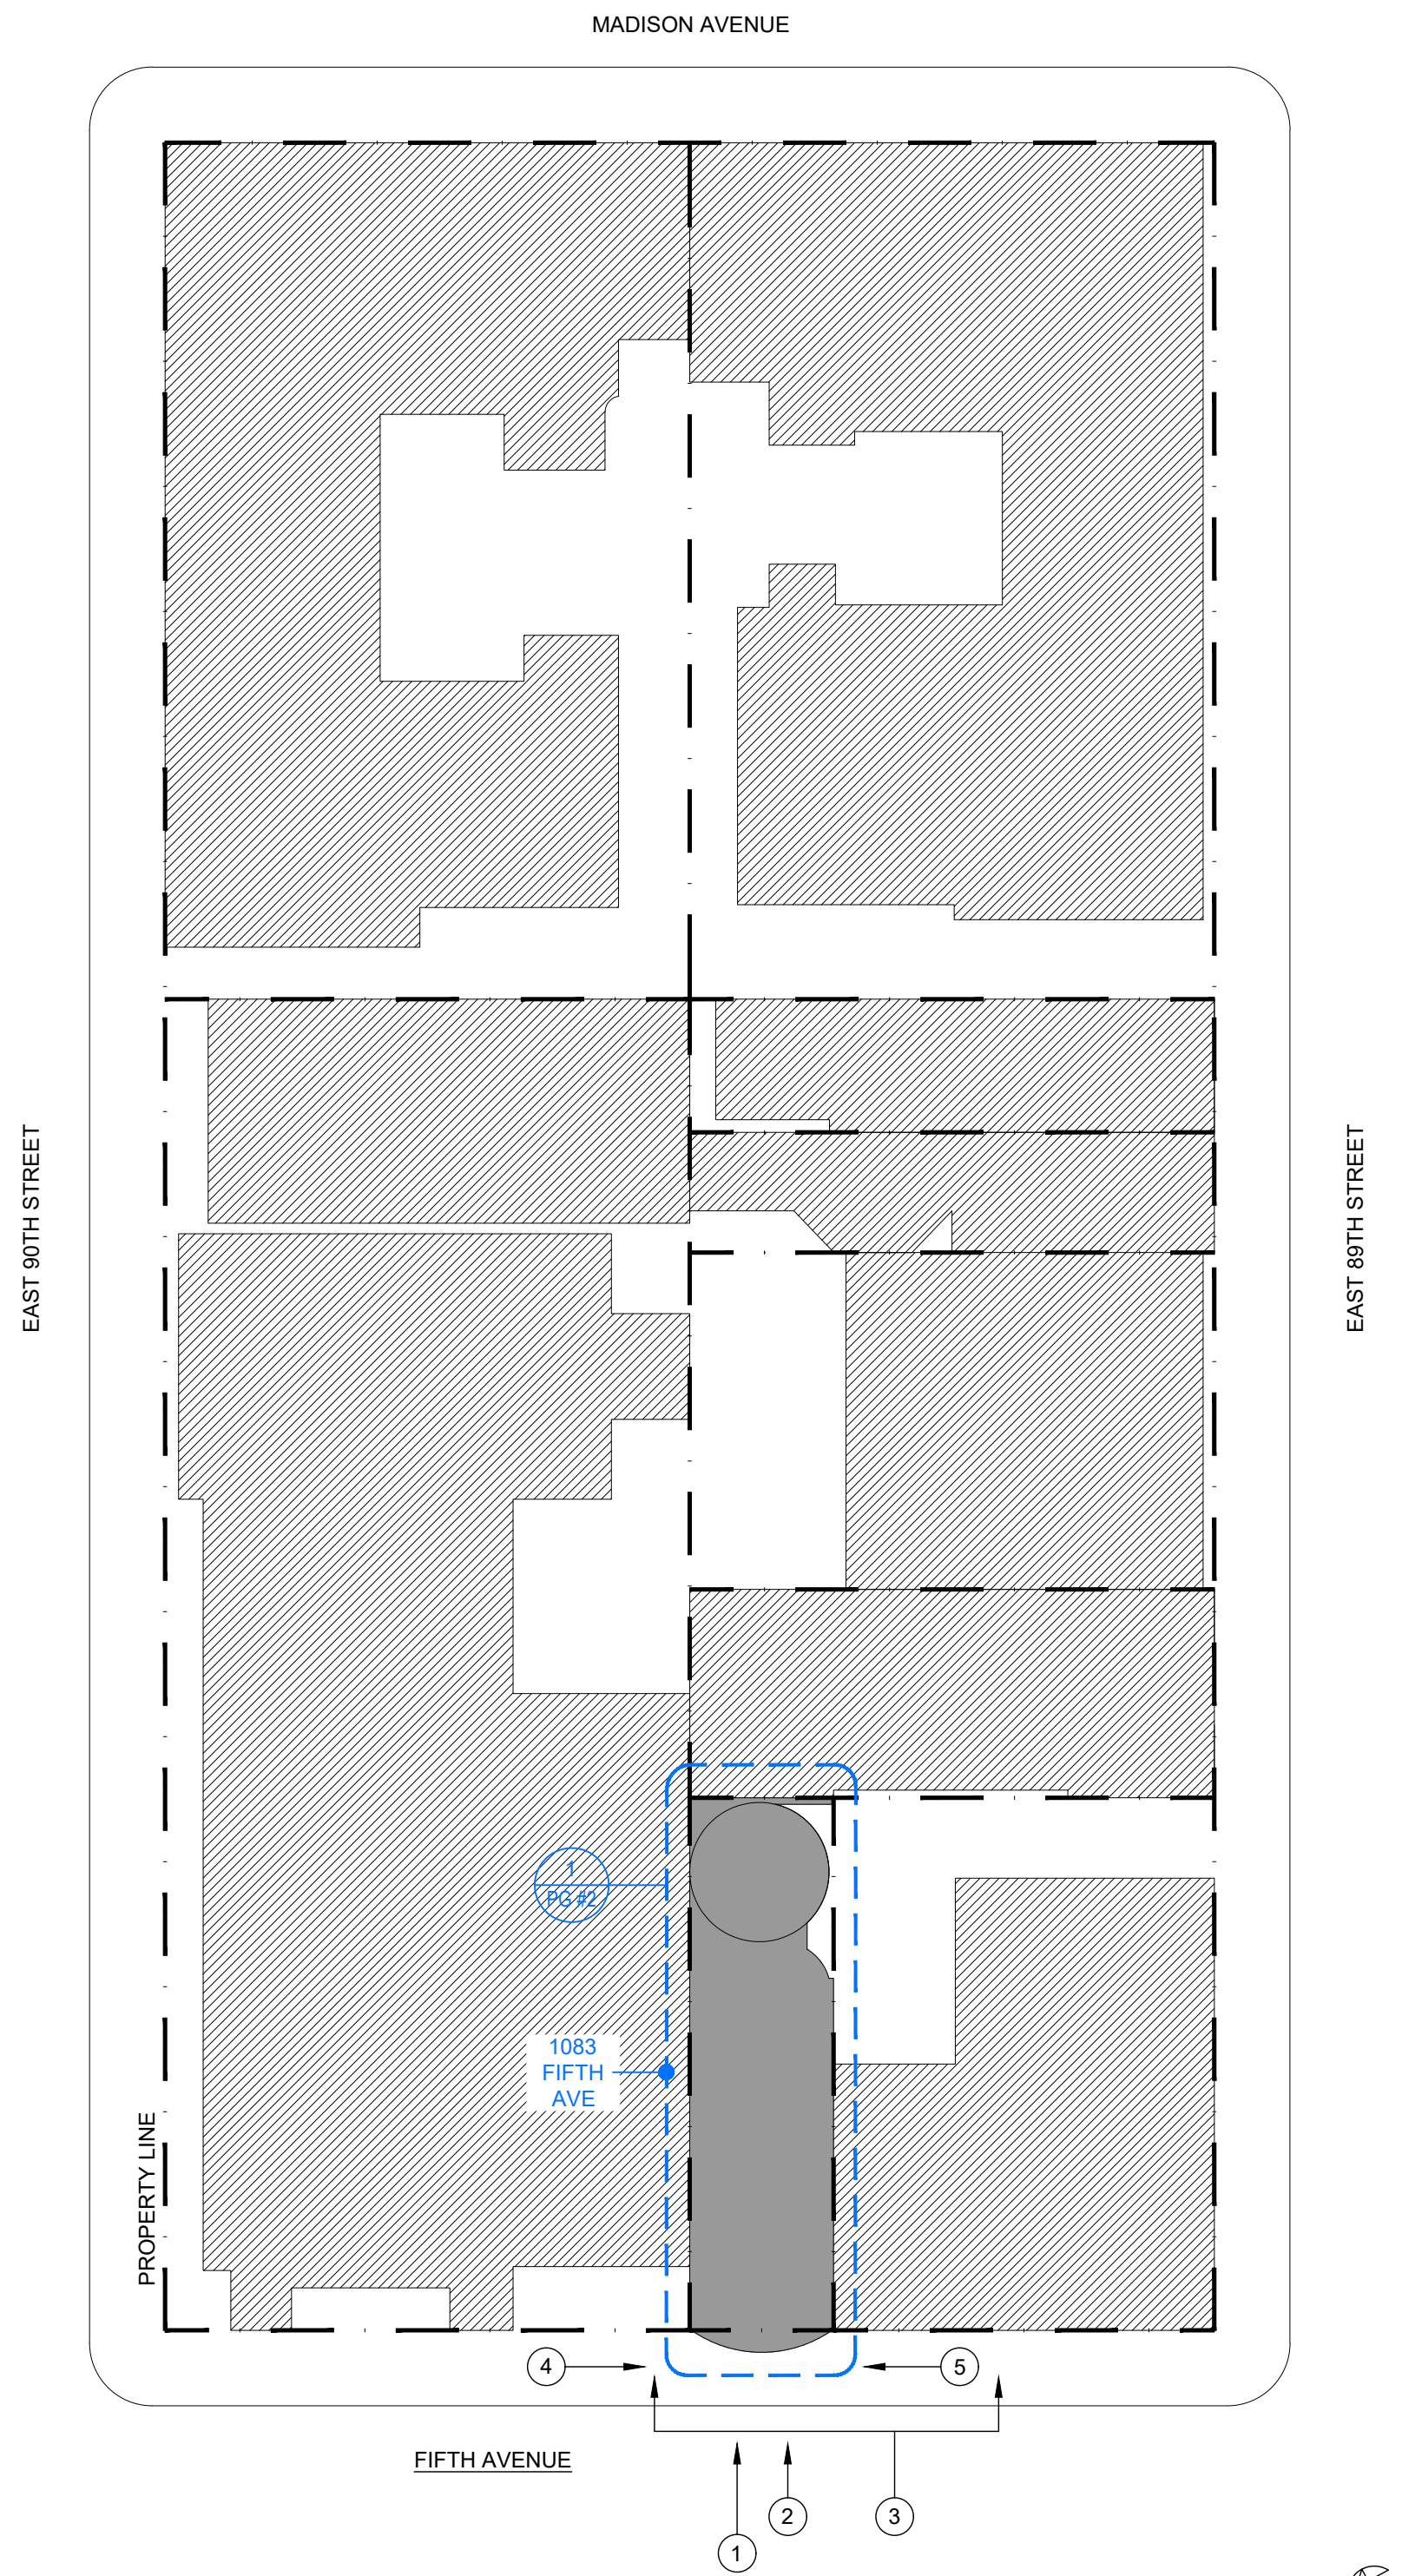 MADISON AVENUE
EAST 90TH STREET
EAST 89TH STREET
1
PG #2
1083
FIFTH
AVE
PROPERTY LINE
4
5
FIFTH AVENUE
2
3
1